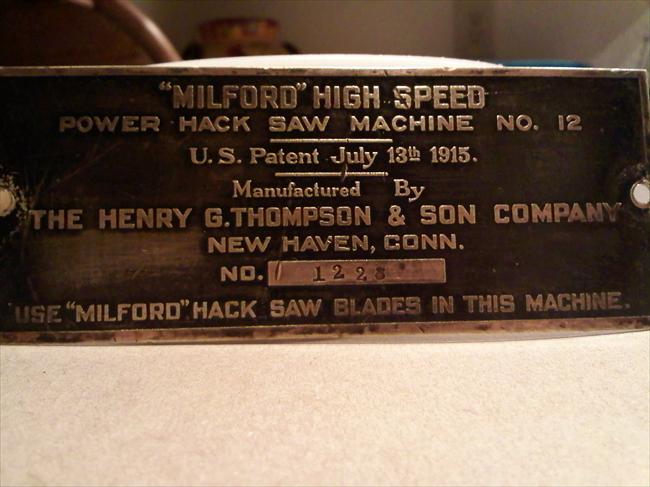 "MILFORD" HIGH SPEED
POWER HACK SAW MACHINE NO. 12
U.S. Patent July 13th 1915.
Manufactured By
THE HENRY G. THOMPSON & SON COMPANY
NEW HAVEN, CONN.
NO. 1228
USE "MILFORD" HACK SAW BLADES IN THIS MACHINE.